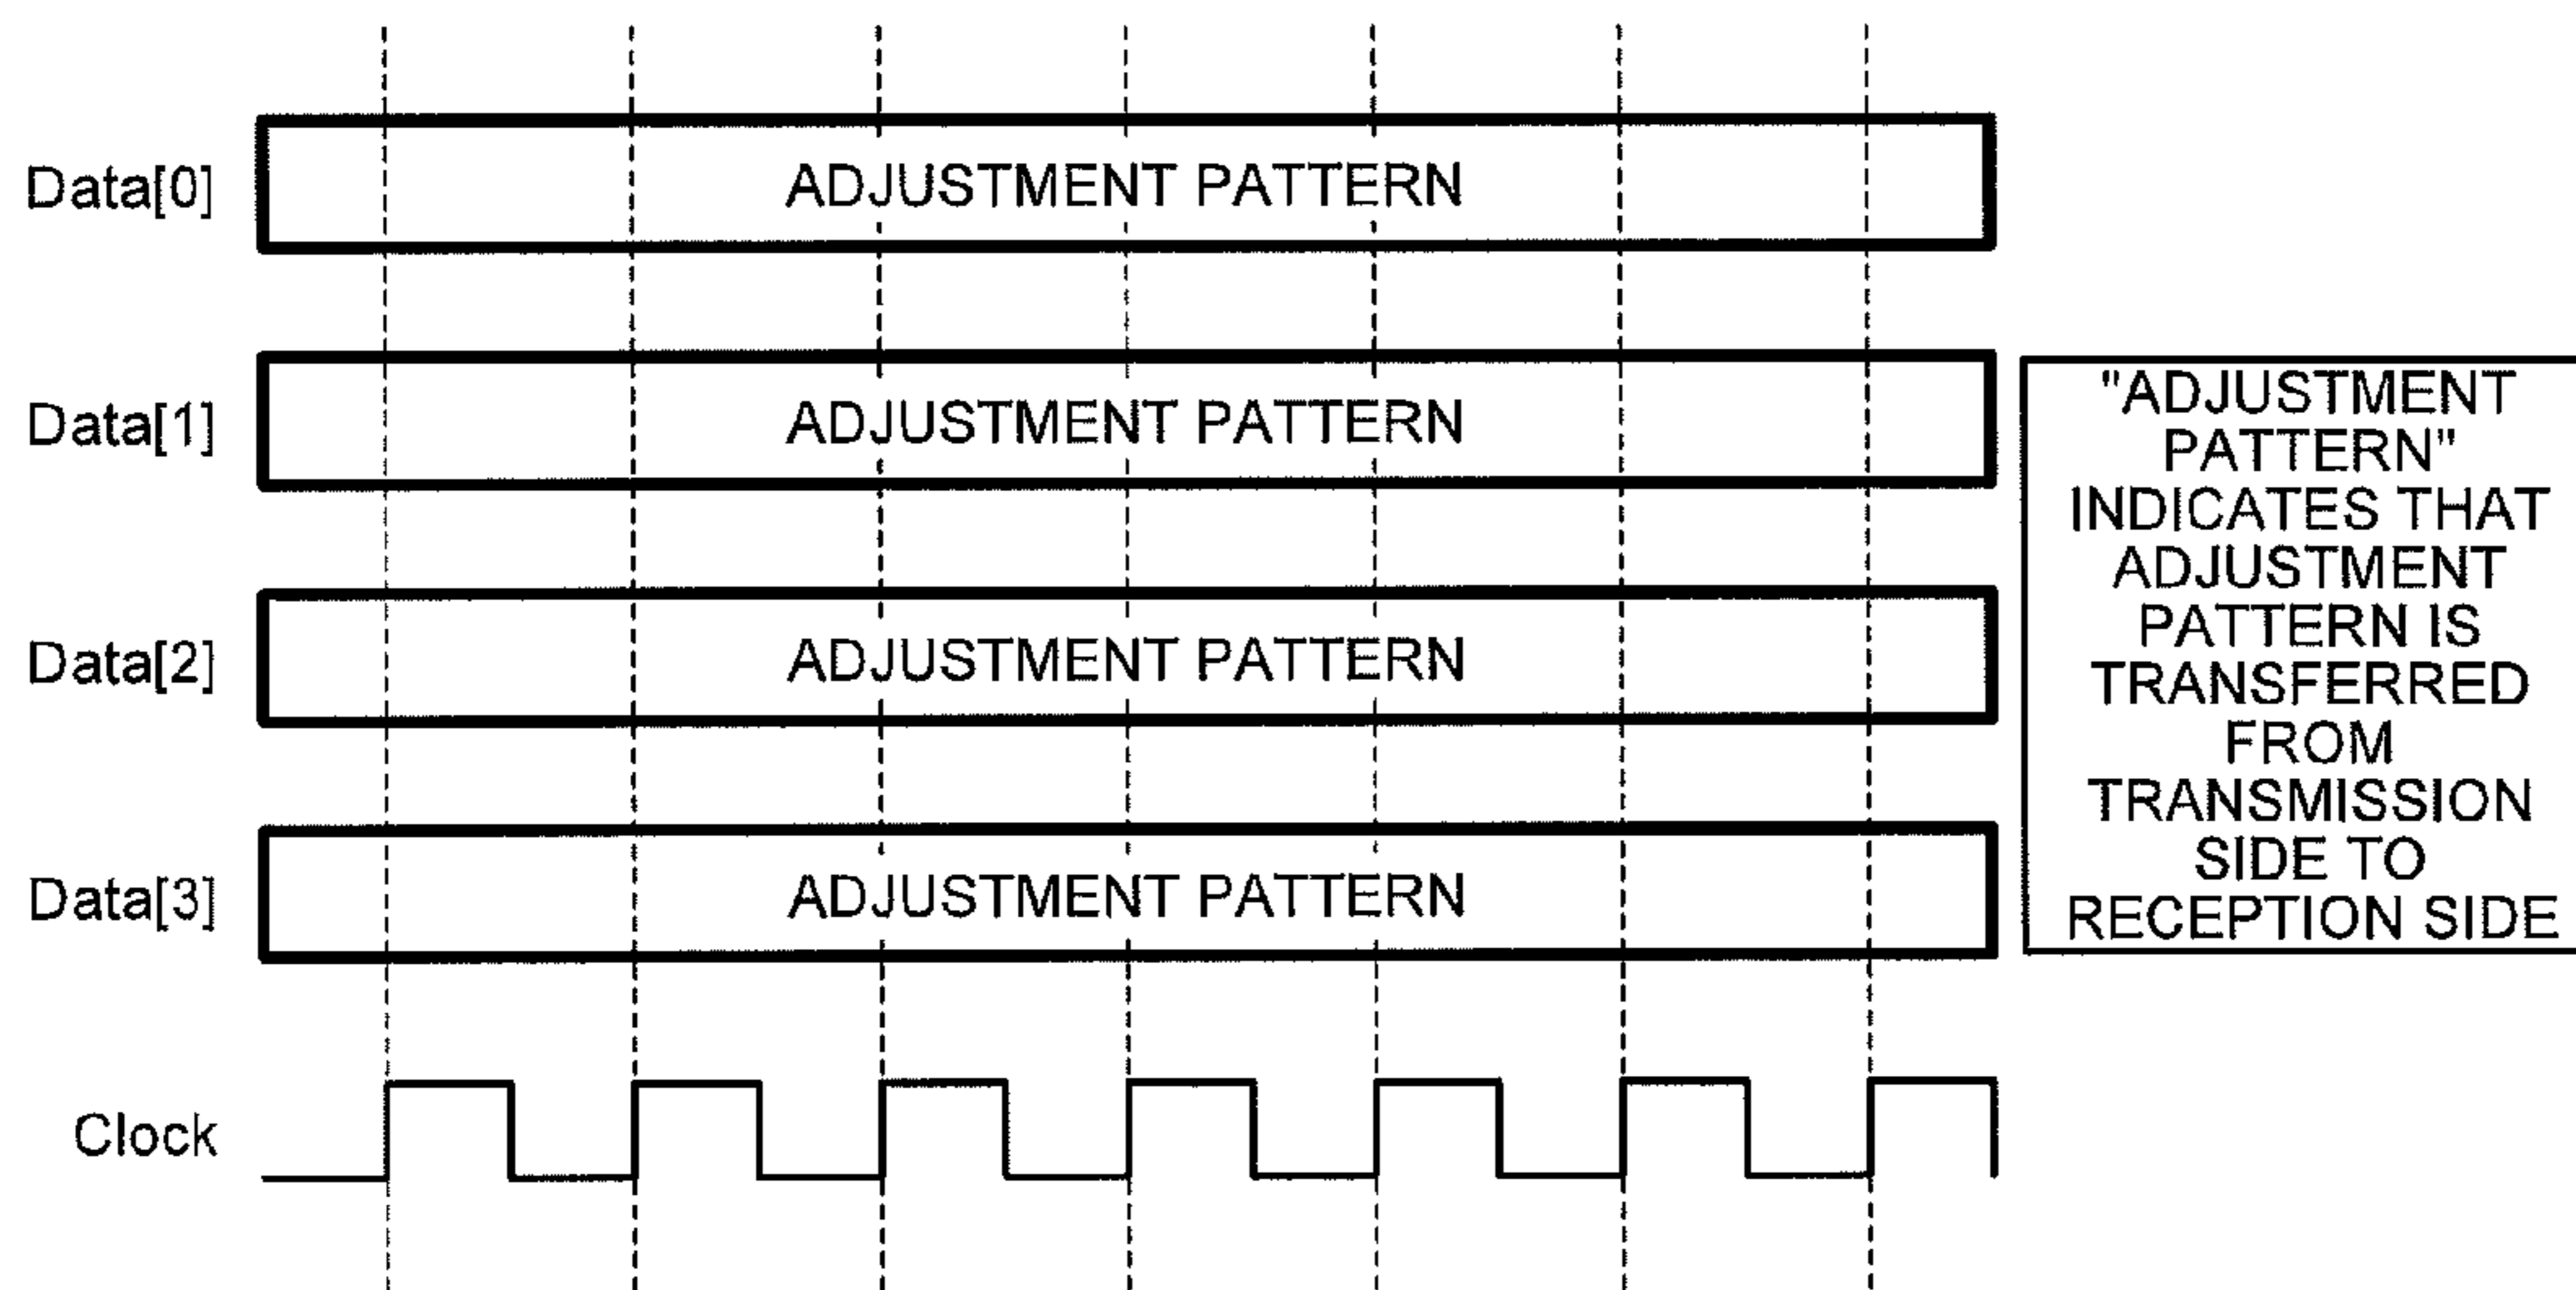 Data[0]
ADJUSTMENT PATTERN
Data[1]
ADJUSTMENT PATTERN
Data[2]
ADJUSTMENT PATTERN
Data[3]
ADJUSTMENT PATTERN
Clock
"ADJUSTMENT
PATTERN"
INDICATES THAT
ADJUSTMENT
PATTERN IS
TRANSFERRED
FROM
TRANSMISSION
SIDE TO
RECEPTION SIDE